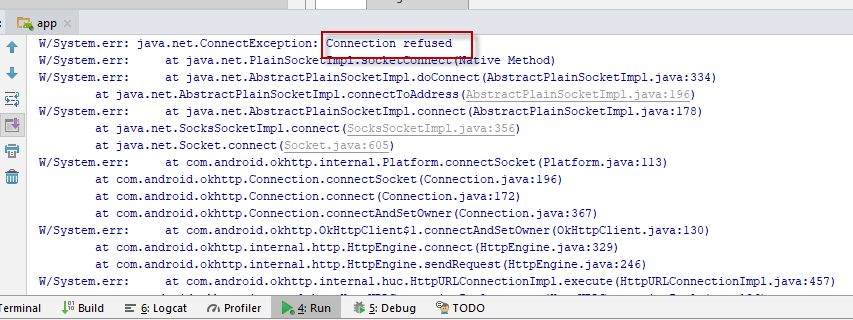 app
W/System.err: java.net.ConnectException: Connection refused
W/System.err:     at java.net.PlainSocketImpl.socketConnect(Native Method)
W/System.err:     at java.net.AbstractPlainSocketImpl.doConnect(AbstractPlainSocketImpl.java:334)
at java.net.AbstractPlainSocketImpl.connectToAddress(AbstractPlainSocketImpl.java:196)
W/System.err:     at java.net.AbstractPlainSocketImpl.connect(AbstractPlainSocketImpl.java:178)
at java.net.SocksSocketImpl.connect(SocksSocketImpl.java:356)
at java.net.Socket.connect(Socket.java:605)
W/System.err:     at com.android.okhttp.internal.Platform.connectSocket(Platform.java:113)
at com.android.okhttp.Connection.connectSocket(Connection.java:196)
at com.android.okhttp.Connection.connect(Connection.java:172)
at com.android.okhttp.Connection.connectAndSetOwner(Connection.java:367)
W/System.err:     at com.android.okhttp.OkHttpClient$1.connectAndSetOwner(OkHttpClient.java:130)
at com.android.okhttp.internal.http.HttpEngine.connect(HttpEngine.java:329)
at com.android.okhttp.internal.http.HttpEngine.sendRequest(HttpEngine.java:246)
W/System.err:     at com.android.okhttp.internal.huc.HttpURLConnectionImpl.execute(HttpURLConnectionImpl.java:457)
Terminal Build 6: Logcat Profiler 4: Run 5: Debug TODO